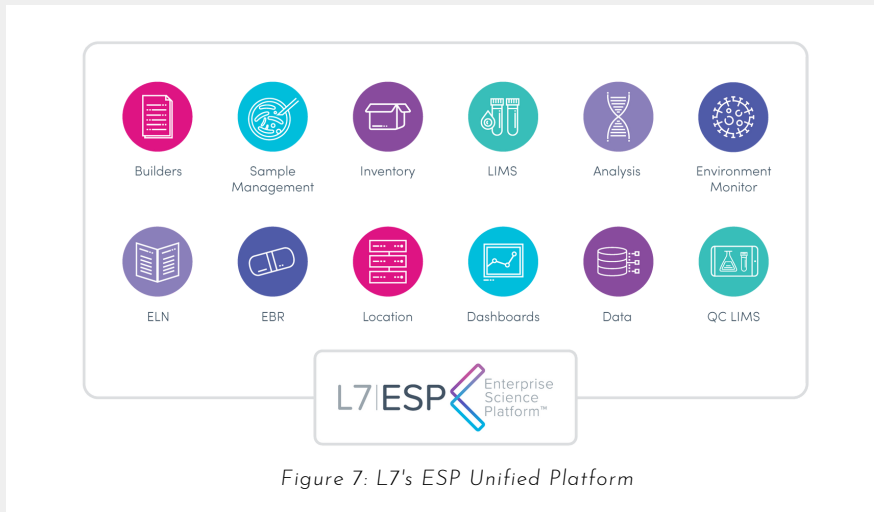 Builders
Sample
Management
Inventory
LIMS
Analysis
Environment
Monitor
ELN
EBR
Location
Dashboards
Data
QC LIMS
L7|ESP
Enterprise
Science
Platform™
Figure 7: L7's ESP Unified Platform